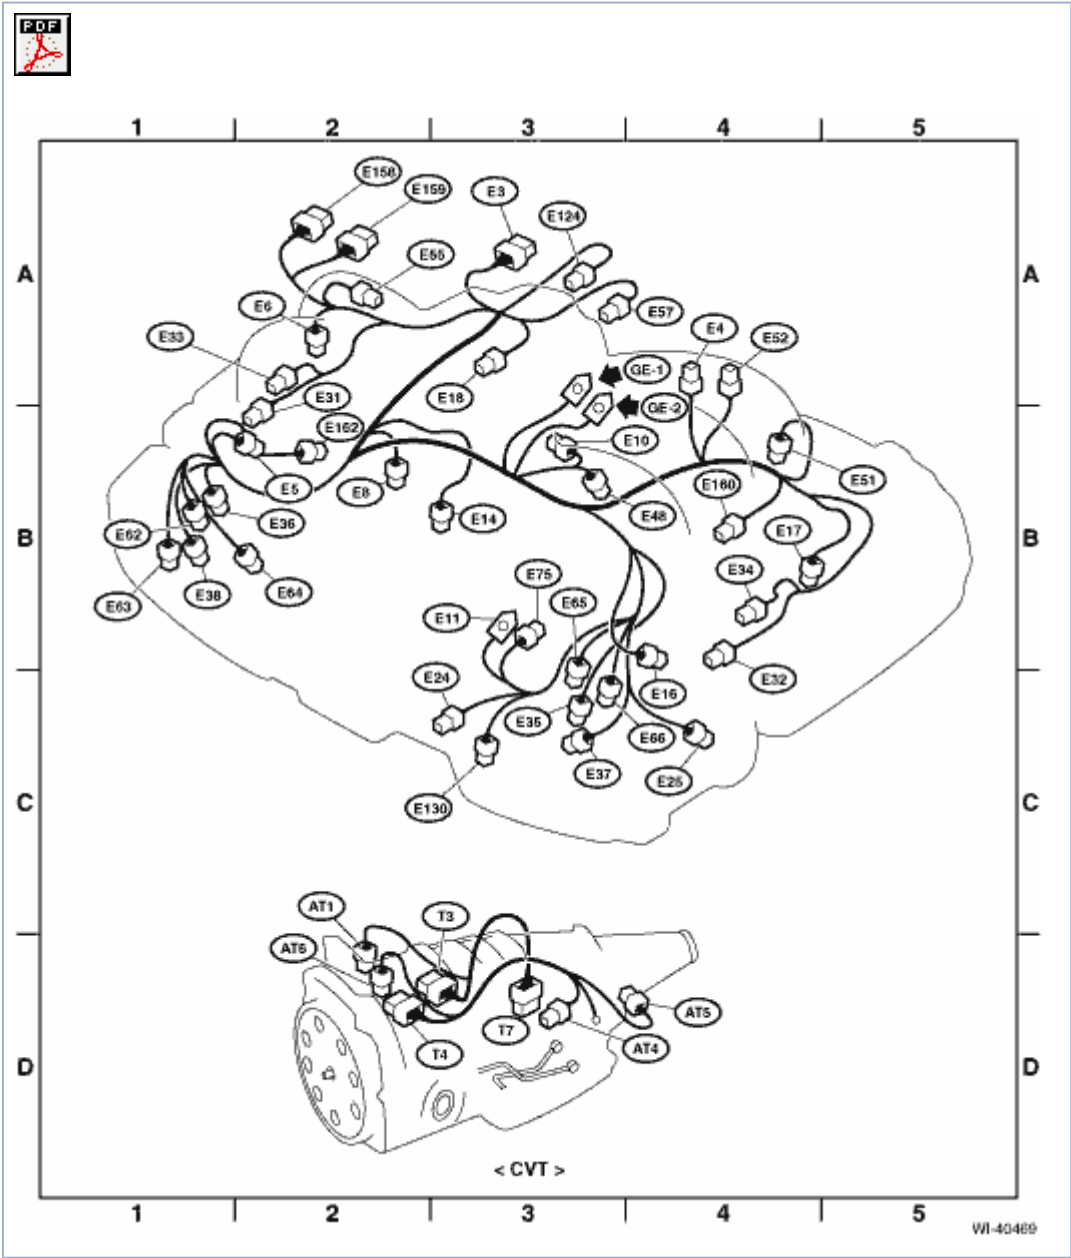 PDF
1 2 3 4 5
E158
E159
E3
E124
A A
E55
E6
E57
E4
E33
E52
GE-1
E18
E31
GE-2
E162
E10
E51
E160
E5
E8
E48
E14
E36
E17
E62
B B
E34
E75
E64
E38
E65
E63
E11
E24
E32
E16
E35
E66
E37
E25
C C
E130
AT1
T3
AT6
AT5
T7
AT4
T4
D D
< CVT >
1 2 3 4 5
WI-40469